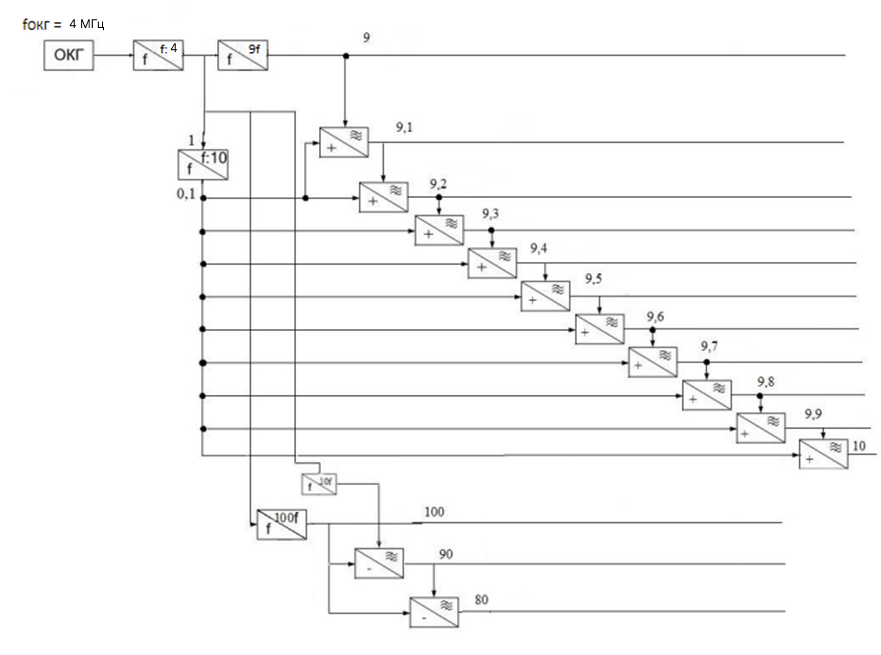 fокг = 4 МГц
ОКГ
f f: 4
f 9f
9
1
f f:10
0,1
+ 9,1
+ 9,2
+ 9,3
+ 9,4
+ 9,5
+ 9,6
+ 9,7
+ 9,8
+ 9,9
+ 10
f 10f
f 100f
100
- 90
- 80